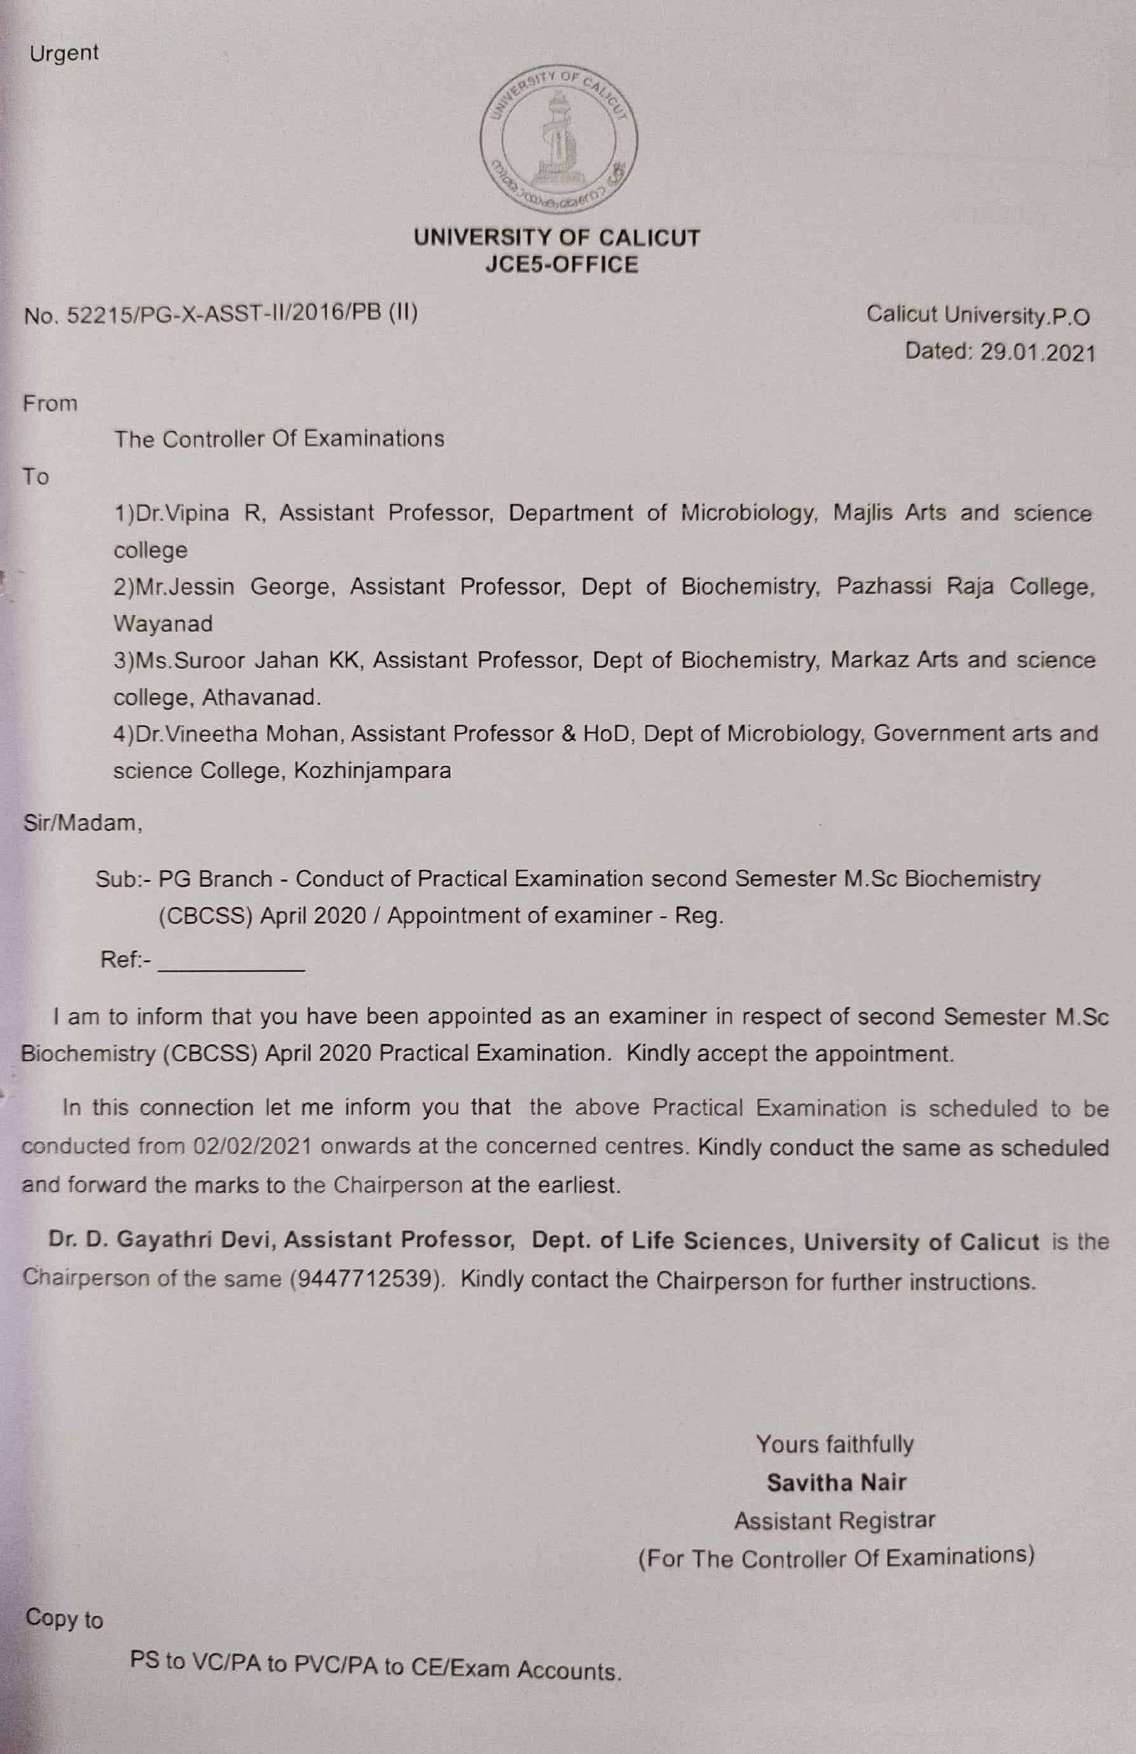 Urgent
UNIVERSITY OF CALICUT
UNIVERSITY OF CALICUT
JCE5-OFFICE
No. 52215/PG-X-ASST-II/2016/PB (II)
Calicut University.P.O
Dated: 29.01.2021
From
The Controller Of Examinations
To
1)Dr.Vipina R, Assistant Professor, Department of Microbiology, Majlis Arts and science
college
2)Mr.Jessin George, Assistant Professor, Dept of Biochemistry, Pazhassi Raja College,
Wayanad
3)Ms.Suroor Jahan KK, Assistant Professor, Dept of Biochemistry, Markaz Arts and science
college, Athavanad.
4)Dr.Vineetha Mohan, Assistant Professor & HoD, Dept of Microbiology, Government arts and
science College, Kozhinjampara
Sir/Madam,
Sub:- PG Branch - Conduct of Practical Examination second Semester M.Sc Biochemistry
(CBCSS) April 2020 / Appointment of examiner - Reg.
Ref:- ____________
I am to inform that you have been appointed as an examiner in respect of second Semester M.Sc
Biochemistry (CBCSS) April 2020 Practical Examination. Kindly accept the appointment.
In this connection let me inform you that the above Practical Examination is scheduled to be
conducted from 02/02/2021 onwards at the concerned centres. Kindly conduct the same as scheduled
and forward the marks to the Chairperson at the earliest.
Dr. D. Gayathri Devi, Assistant Professor, Dept. of Life Sciences, University of Calicut is the
Chairperson of the same (9447712539). Kindly contact the Chairperson for further instructions.
Yours faithfully
Savitha Nair
Assistant Registrar
(For The Controller Of Examinations)
Copy to
PS to VC/PA to PVC/PA to CE/Exam Accounts.